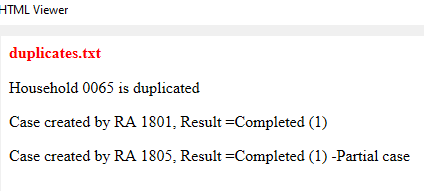 HTML Viewer
duplicates.txt
Household 0065 is duplicated
Case created by RA 1801, Result =Completed (1)
Case created by RA 1805, Result =Completed (1) -Partial case